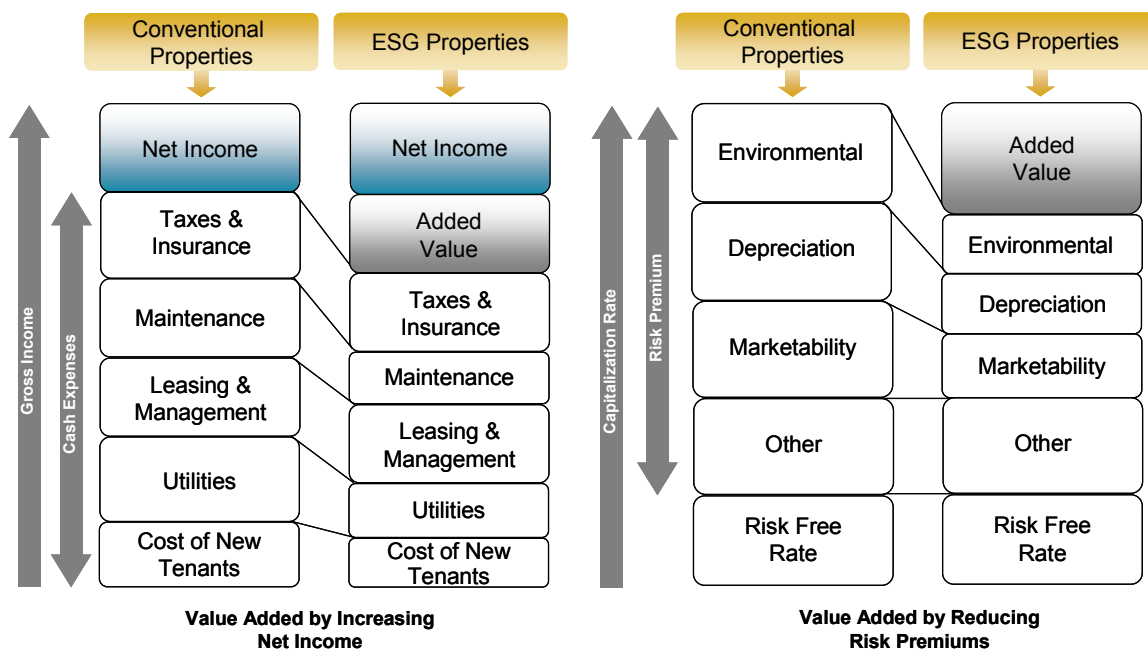 Conventional
Properties
ESG Properties
Net Income
Taxes &
Insurance
Maintenance
Leasing &
Management
Utilities
Cost of New
Tenants
Net Income
Added
Value
Taxes &
Insurance
Maintenance
Leasing &
Management
Utilities
Cost of New
Tenants
Gross Income
Cash Expenses
Value Added by Increasing
Net Income
Conventional
Properties
ESG Properties
Environmental
Depreciation
Marketability
Other
Risk Free
Rate
Added
Value
Environmental
Depreciation
Marketability
Other
Risk Free
Rate
Capitalization Rate
Risk Premium
Value Added by Reducing
Risk Premiums